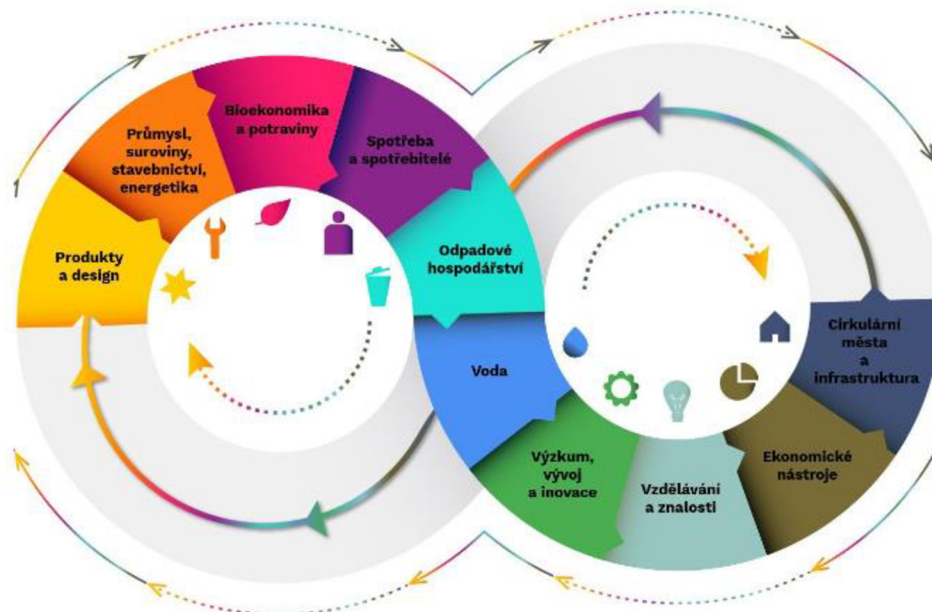 Bioekonomika
a potraviny
Průmysl,
suroviny,
stavebnictví,
energetika
Spotřeba
a spotřebitelé
Produkty
a design
Odpadové
hospodářství
Voda
Cirkulární
města
a
infrastruktura
Výzkum,
vývoj
a inovace
Vzdělávání
a znalosti
Ekonomické
nástroje